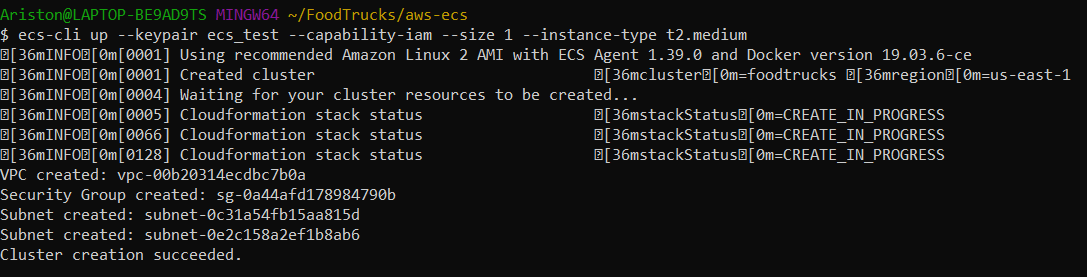 Ariston@LAPTOP-BE9AD9TS MINGW64 ~/FoodTrucks/aws-ecs
$ ecs-cli up --keypair ecs_test --capability-iam --size 1 --instance-type t2.medium
�[36mINFO�[0m[0001] Using recommended Amazon Linux 2 AMI with ECS Agent 1.39.0 and Docker version 19.03.6-ce
�[36mINFO�[0m[0001] Created cluster                               �[36mcluster�[0m=foodtrucks �[36mregion�[0m=us-east-1
�[36mINFO�[0m[0004] Waiting for your cluster resources to be created...
�[36mINFO�[0m[0005] Cloudformation stack status                   �[36mstackStatus�[0m=CREATE_IN_PROGRESS
�[36mINFO�[0m[0066] Cloudformation stack status                   �[36mstackStatus�[0m=CREATE_IN_PROGRESS
�[36mINFO�[0m[0128] Cloudformation stack status                   �[36mstackStatus�[0m=CREATE_IN_PROGRESS
VPC created: vpc-00b20314ecdbc7b0a
Security Group created: sg-0a44afd178984790b
Subnet created: subnet-0c31a54fb15aa815d
Subnet created: subnet-0e2c158a2ef1b8ab6
Cluster creation succeeded.